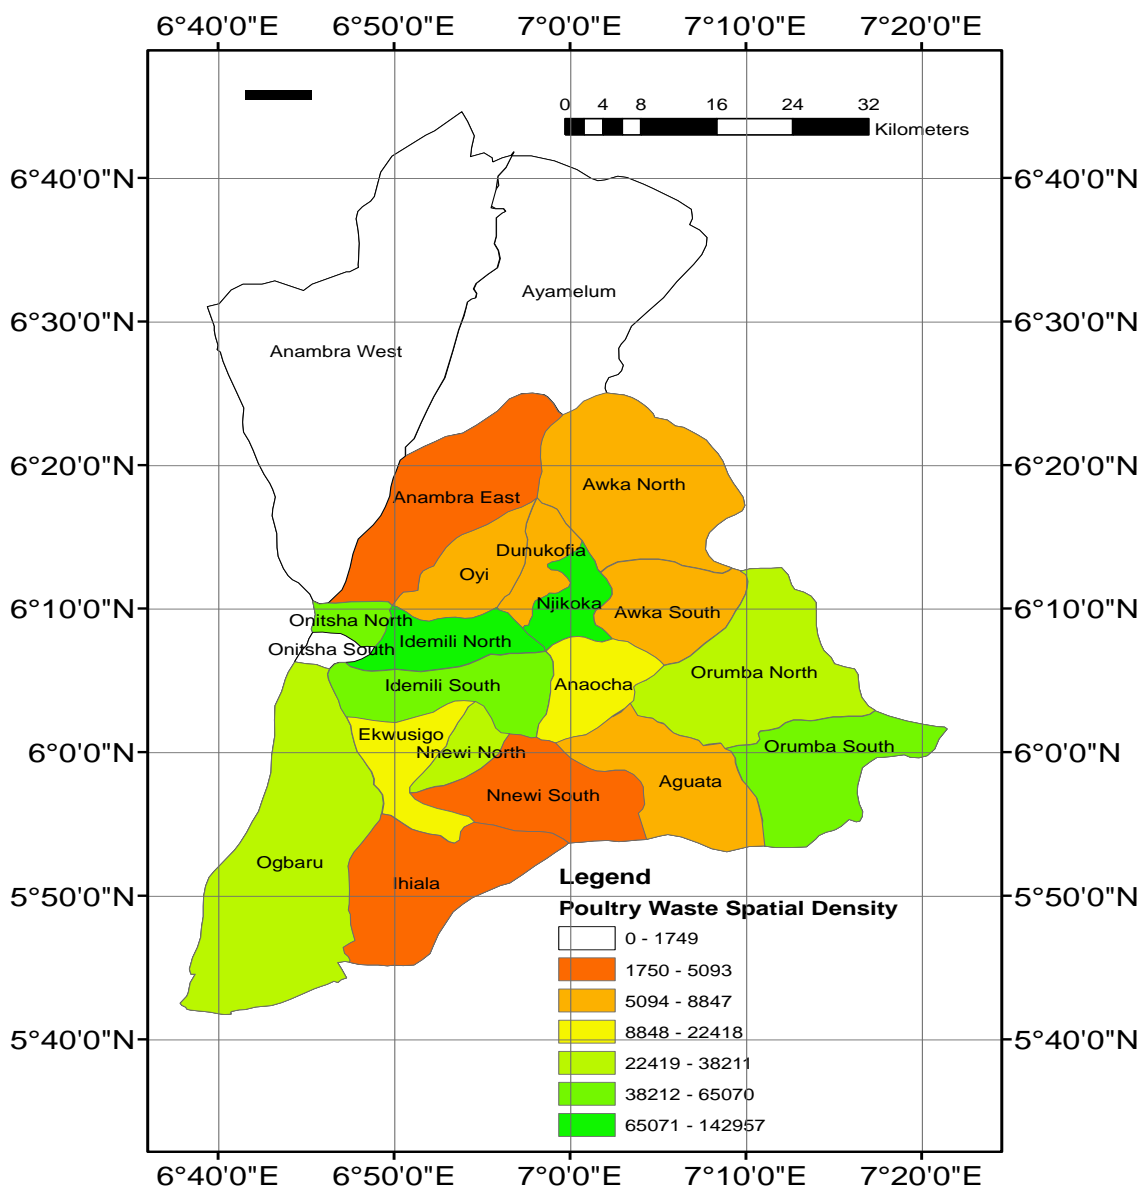 6°40'0"E 6°50'0"E 7°0'0"E 7°10'0"E 7°20'0"E
0 4 8 16 24 32
Kilometers
6°40'0"N 6°40'0"N
Ayamelum
6°30'0"N 6°30'0"N
Anambra West
6°20'0"N 6°20'0"N
Awka North
Anambra East
Dunukofia
Oyi
Njikoka
6°10'0"N 6°10'0"N
Awka South
Onitsha North
Idemili North
Onitsha South
Orumba North
Anaocha
Idemili South
Ekwusigo
Orumba South
Nnewi North
6°0'0"N 6°0'0"N
Aguata
Nnewi South
Ogbaru
Legend
Ihiala
5°50'0"N 5°50'0"N
Poultry Waste Spatial Density
0 - 1749
1750 - 5093
5094 - 8847
8848 - 22418
5°40'0"N 5°40'0"N
22419 - 38211
38212 - 65070
65071 - 142957
6°40'0"E 6°50'0"E 7°0'0"E 7°10'0"E 7°20'0"E